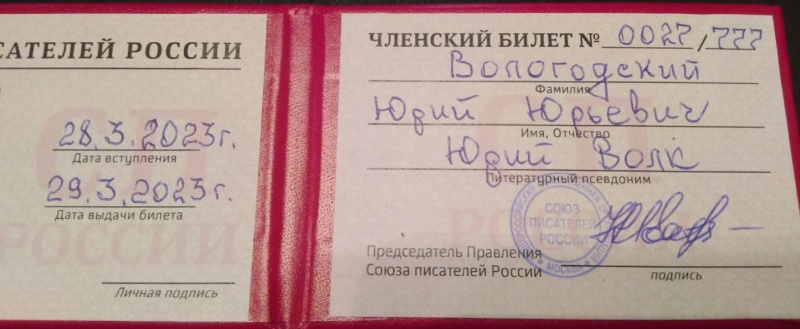 САТЕЛЕЙ РОССИИ
28.3.2023г.
Дата вступления
29.3.2023г.
Дата выдачи билета
Личная подпись
ЧЛЕНСКИЙ БИЛЕТ № 0027/777
Вологодский
Фамилия
Юрий Юрьевич
Имя, Отчество
Юрий Волк
Литературный псевдоним
СОЮЗ
ПИСАТЕЛЕЙ
РОССИИ
МОСКВА
Председатель Правления
Союза писателей России
подпись